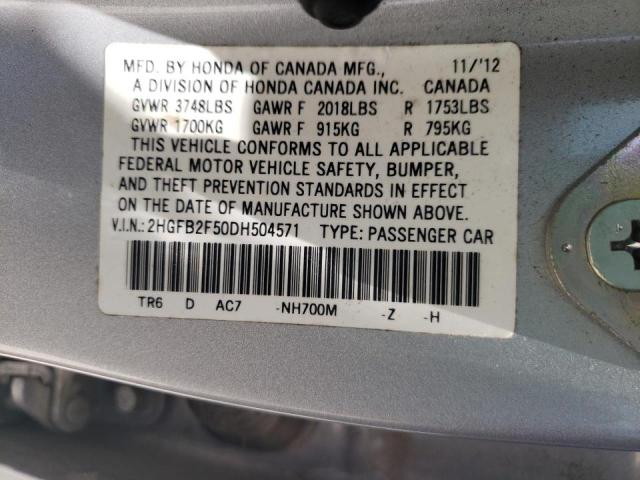 MFD. BY HONDA OF CANADA MFG., 11/'12
A DIVISION OF HONDA CANADA INC. CANADA
GVWR 3748LBS GAWR F 2018LBS R 1753LBS
GVWR 1700KG GAWR F 915KG R 795KG
THIS VEHICLE CONFORMS TO ALL APPLICABLE
FEDERAL MOTOR VEHICLE SAFETY, BUMPER,
AND THEFT PREVENTION STANDARDS IN EFFECT
ON THE DATE OF MANUFACTURE SHOWN ABOVE.
V.I.N.: 2HGFB2F50DH504571 TYPE: PASSENGER CAR
TR6 D AC7 -NH700M -Z -H